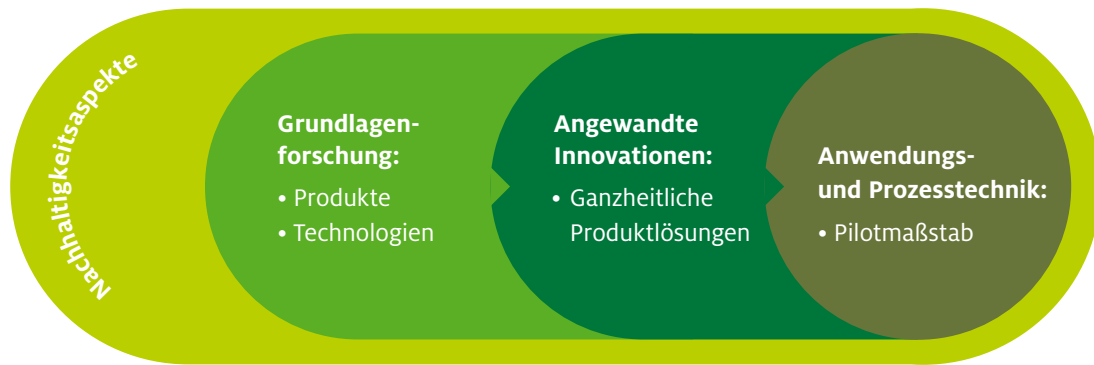 Nachhaltigkeitsaspekte
Grundlagen-
forschung:
• Produkte
• Technologien
Angewandte
Innovationen:
• Ganzheitliche
Produktlösungen
Anwendungs-
und Prozesstechnik:
• Pilotmaßstab